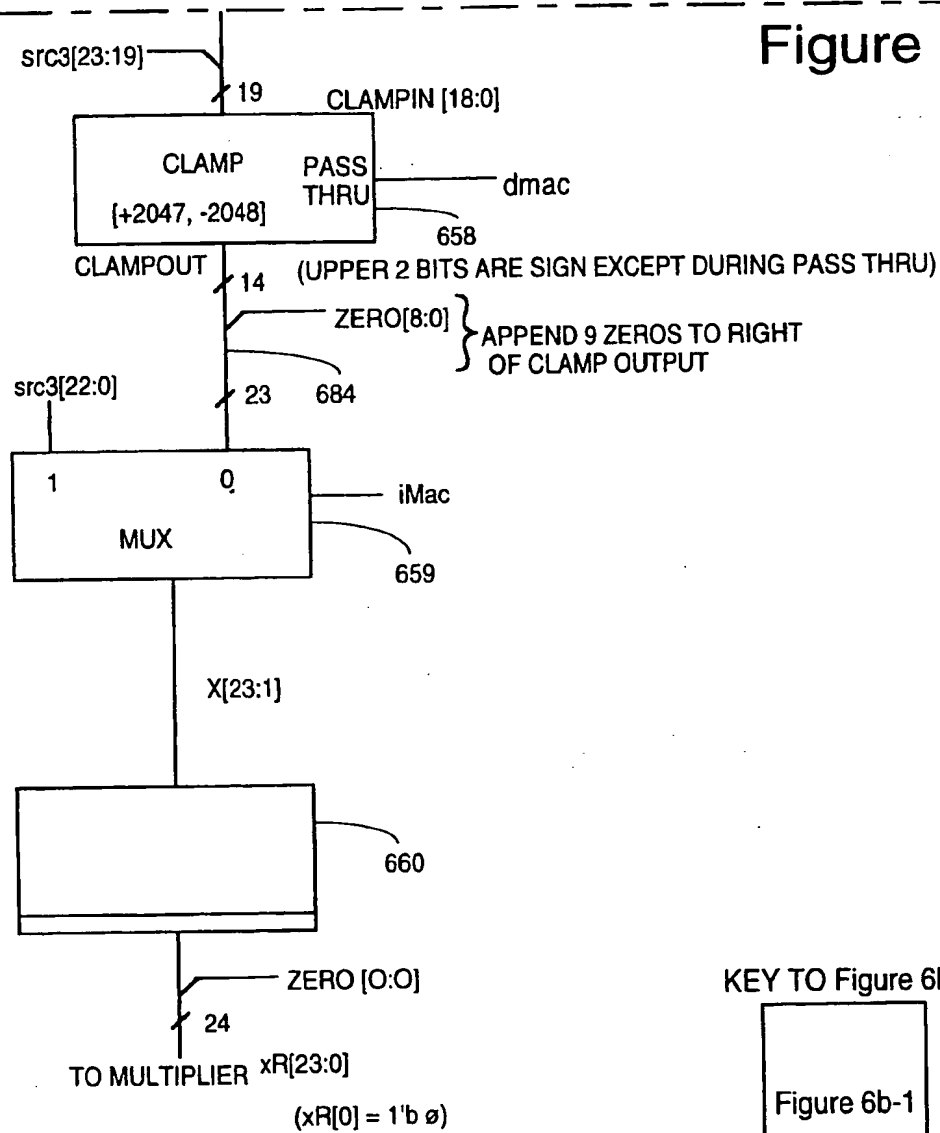 Figure
src3[23:19]
19
CLAMPIN [18:0]
CLAMP
PASS
THRU
dmac
[+2047, -2048]
658
CLAMPOUT
14
(UPPER 2 BITS ARE SIGN EXCEPT DURING PASS THRU)
ZERO[8:0]
APPEND 9 ZEROS TO RIGHT
OF CLAMP OUTPUT
src3[22:0]
23
684
1
0
iMac
MUX
659
X[23:1]
660
ZERO [O:O]
KEY TO Figure 6
24
TO MULTIPLIER xR[23:0]
(xR[0] = 1'b ø)
Figure 6b-1